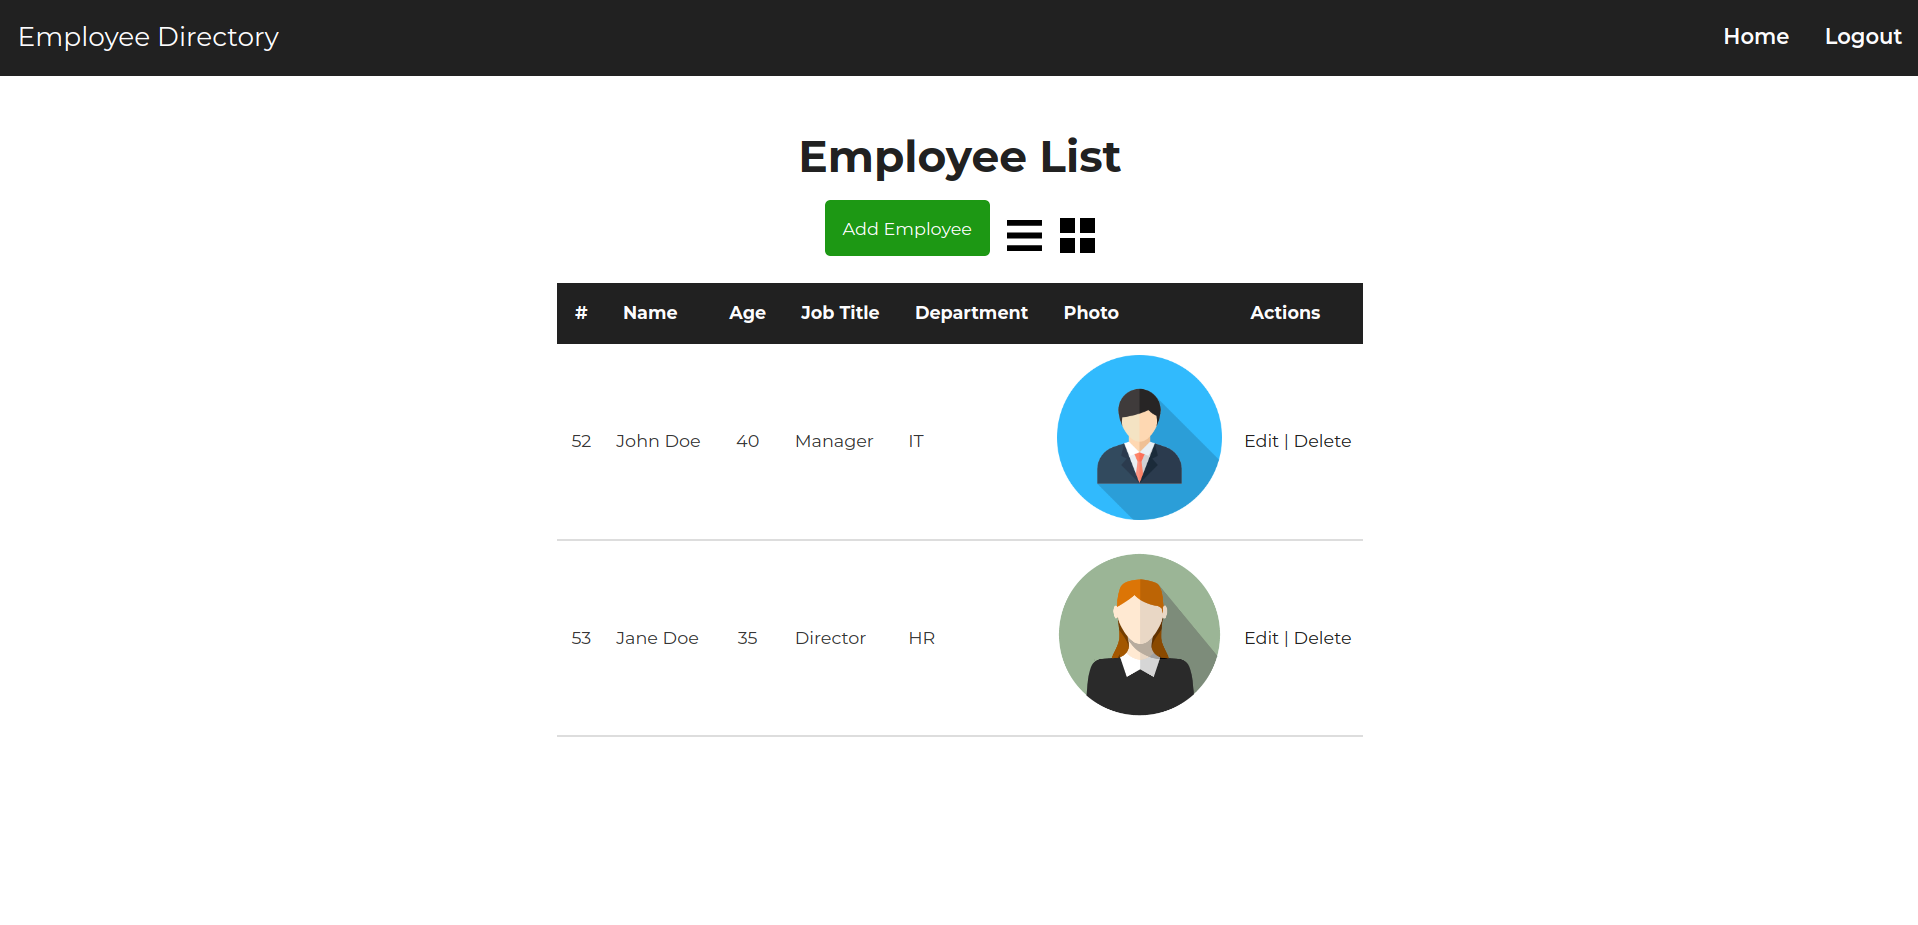 Employee Directory Home Logout
Employee List
Add Employee
# Name Age Job Title Department Photo Actions
52 John Doe 40 Manager IT Edit | Delete
53 Jane Doe 35 Director HR Edit | Delete